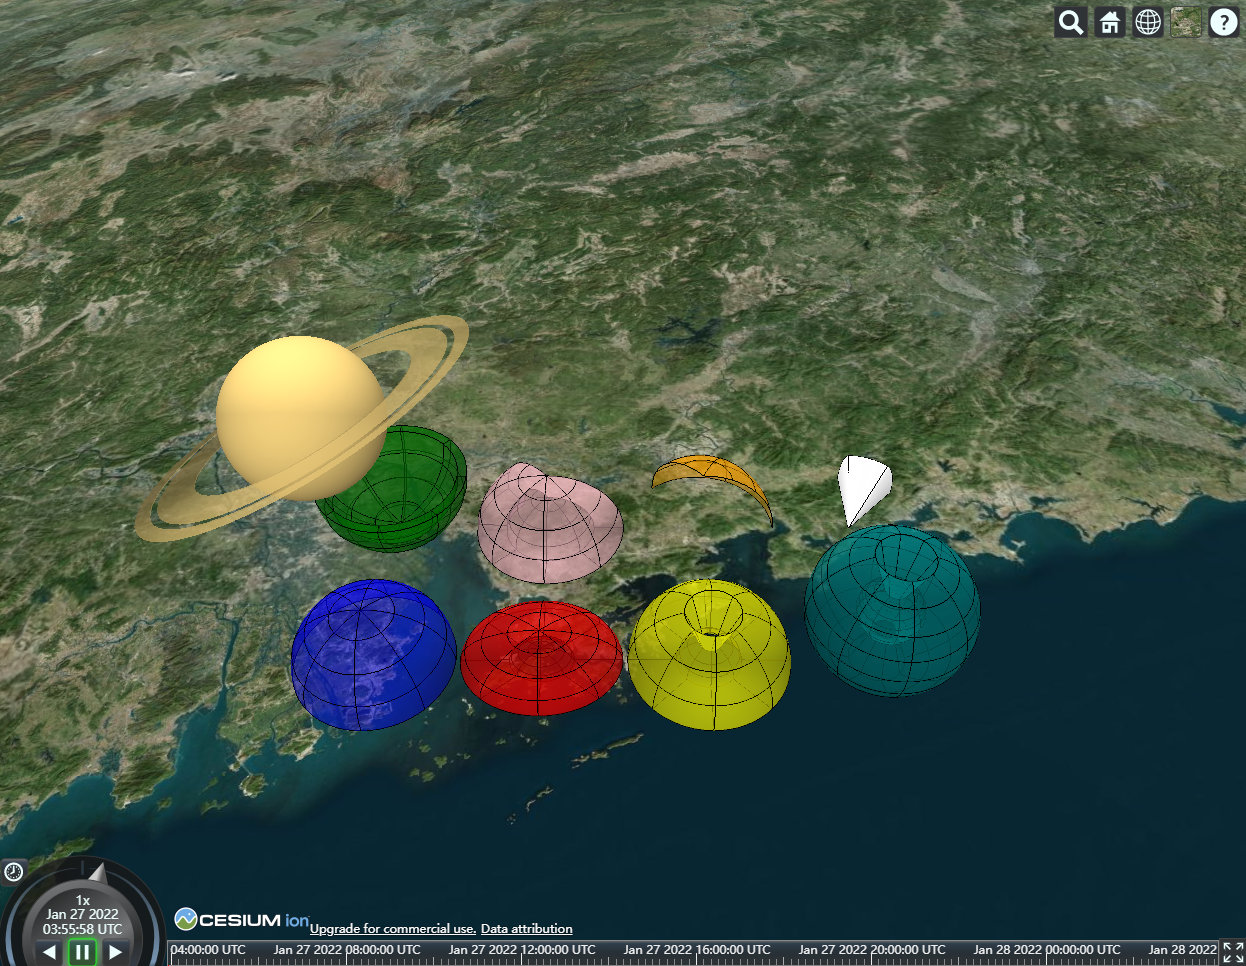 ?
1x
Jan 27 2022
03:55:58 UTC
CESIUM ion
Upgrade for commercial use. Data attribution
04:00:00 UTC
Jan 27 2022 08:00:00 UTC
Jan 27 2022 12:00:00 UTC
Jan 27 2022 16:00:00 UTC
Jan 27 2022 20:00:00 UTC
Jan 28 2022 00:00:00 UTC
Jan 28 2022